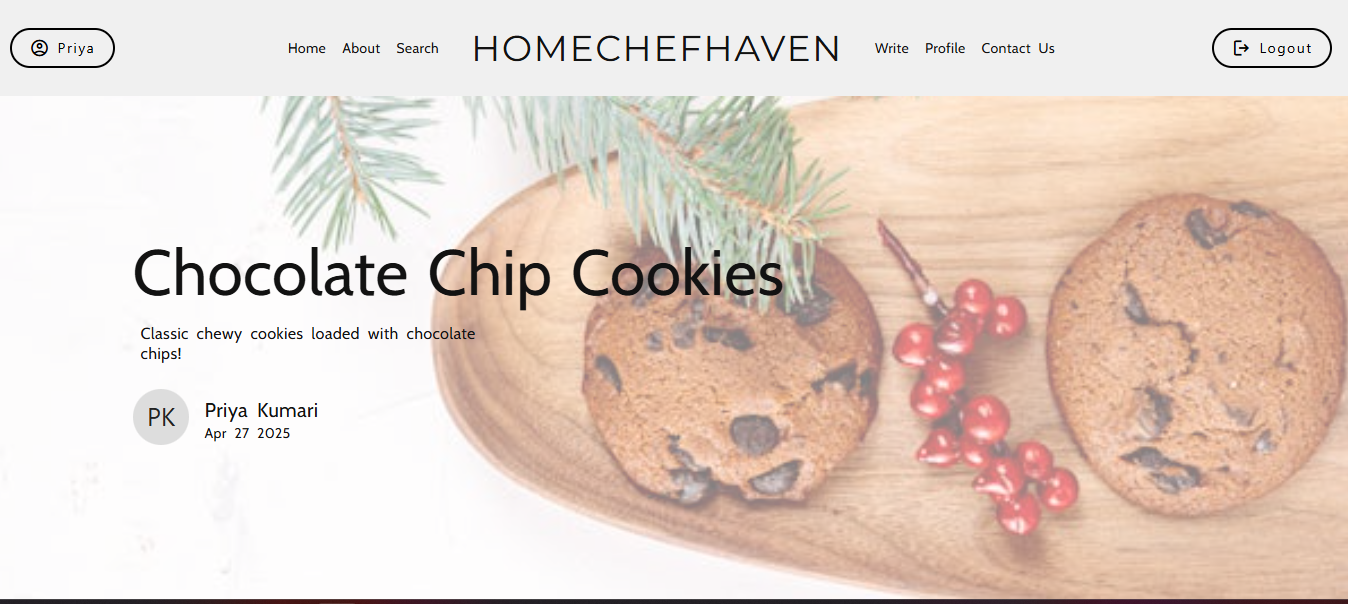 Priya
Home About Search HOMECHEFHAVEN Write Profile Contact Us
Logout
Chocolate Chip Cookies
Classic chewy cookies loaded with chocolate
chips!
PK
Priya Kumari
Apr 27 2025